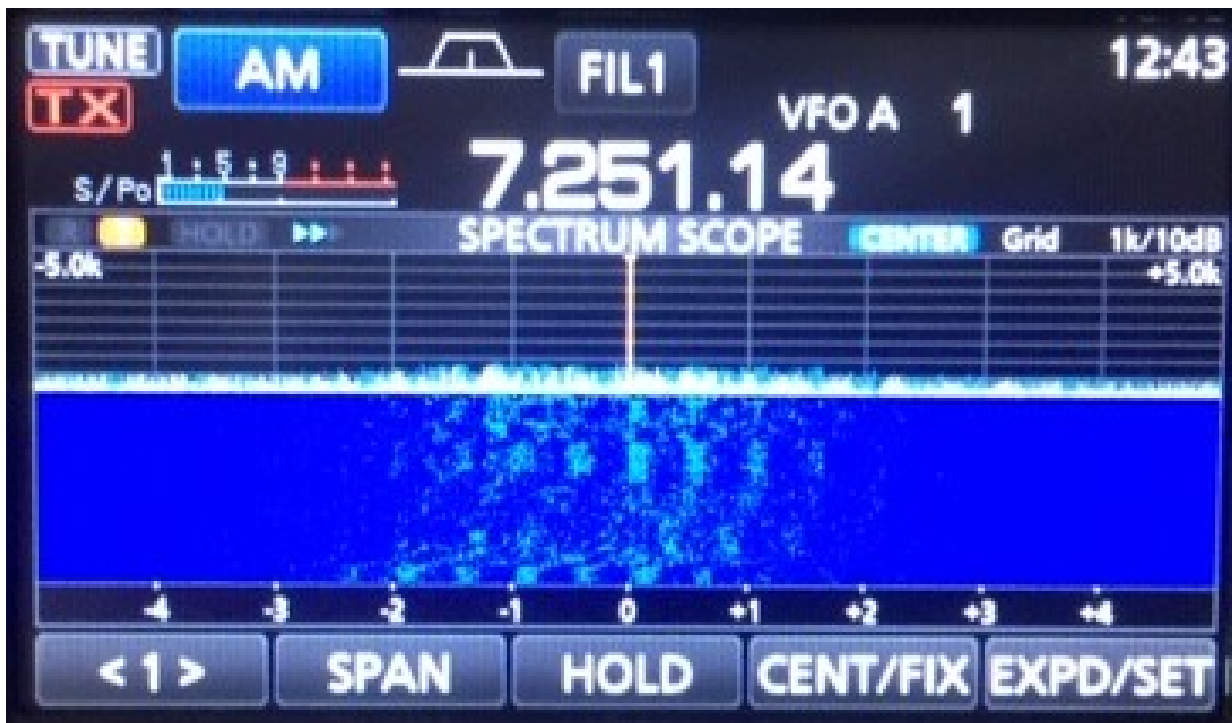 TUNE AM FIL1 12:43
TX VFO A 1
1 5 9
S/Po 7.251.14
HOLD SPECTRUM SCOPE CENTER Grid 1k/10dB
-5.0k +5.0k
-4 -3 -2 -1 0 +1 +2 +3 +4
< 1 > SPAN HOLD CENT/FIX EXPD/SET